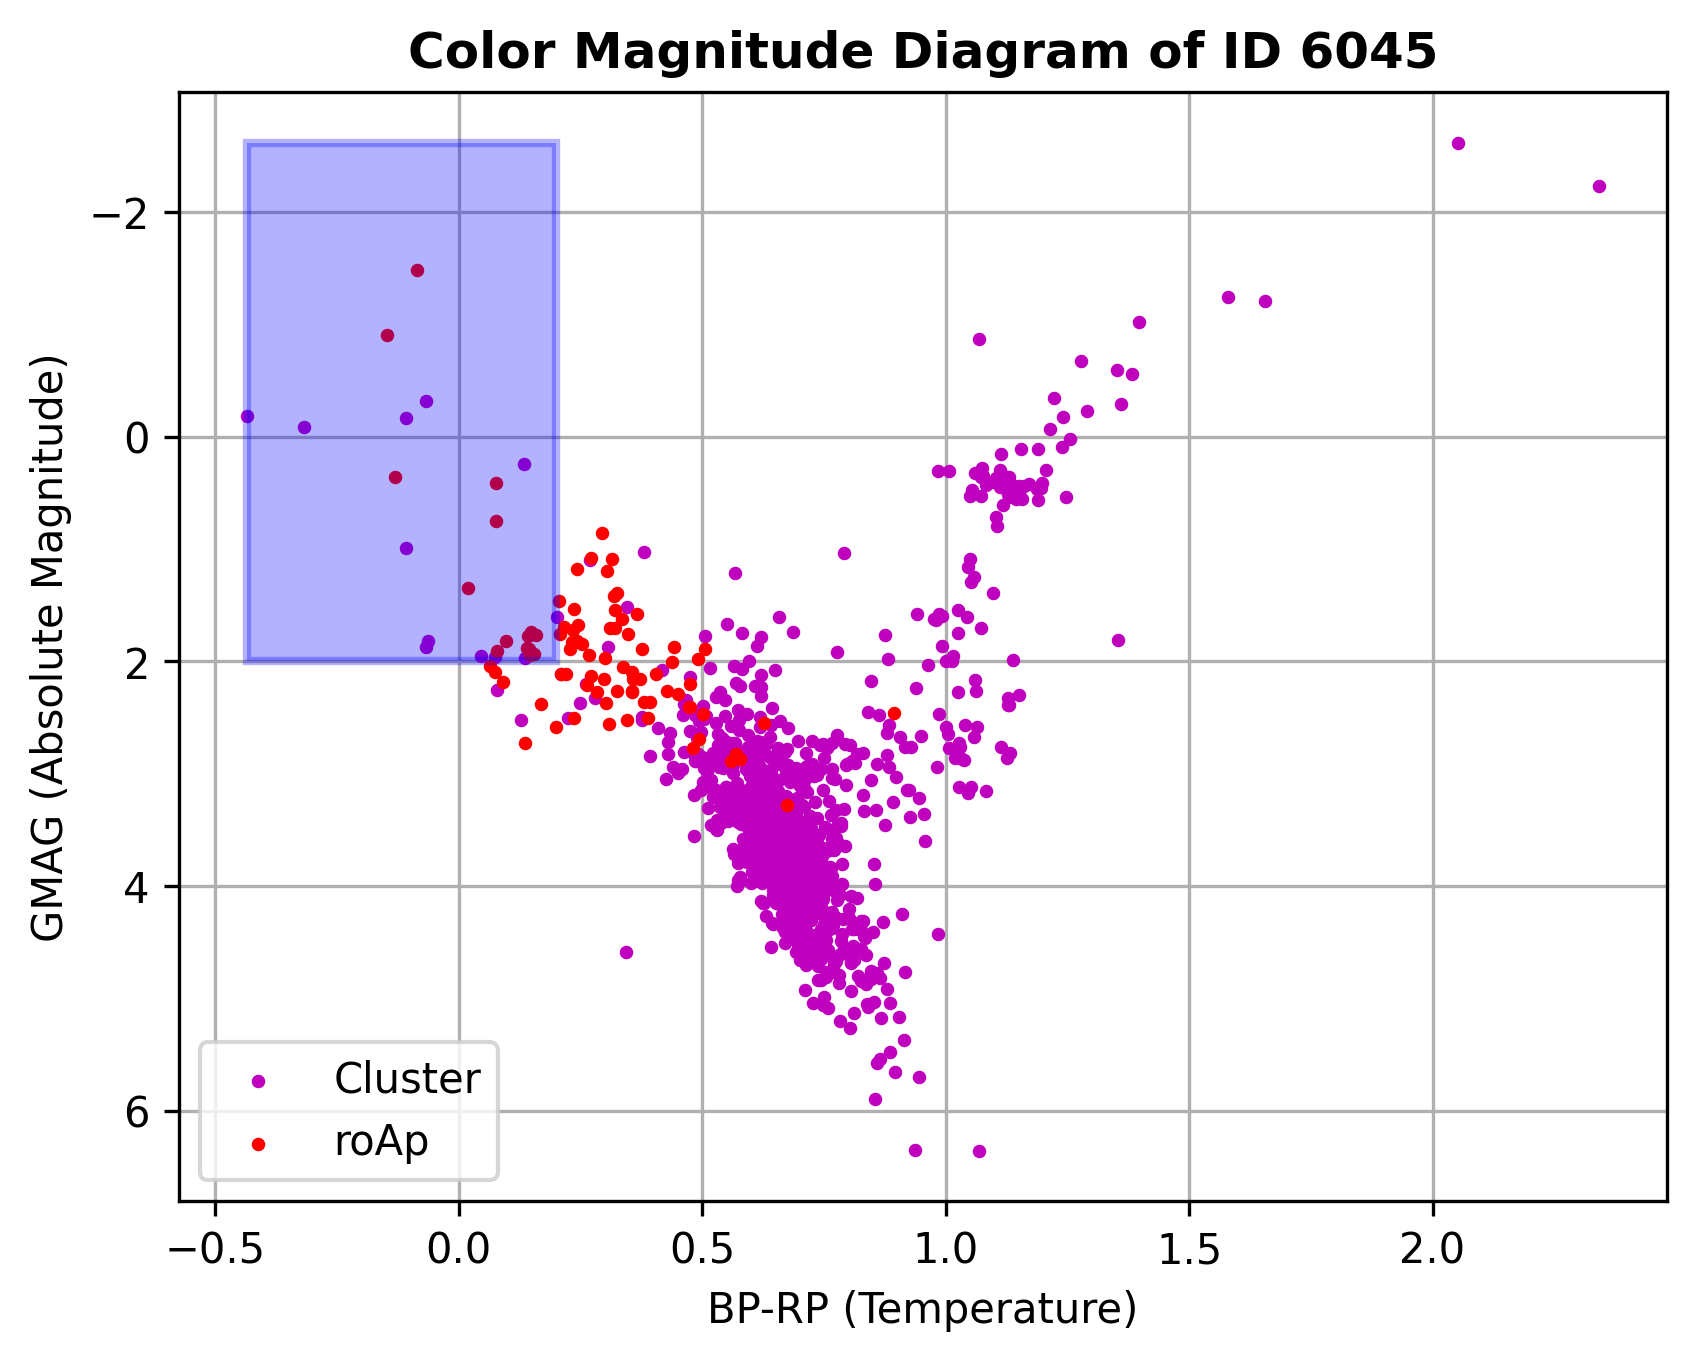 Color Magnitude Diagram of ID 6045
GMAG (Absolute Magnitude)
−2
0
2
4
6
Cluster
roAp
−0.5 0.0 0.5 1.0 1.5 2.0
BP-RP (Temperature)